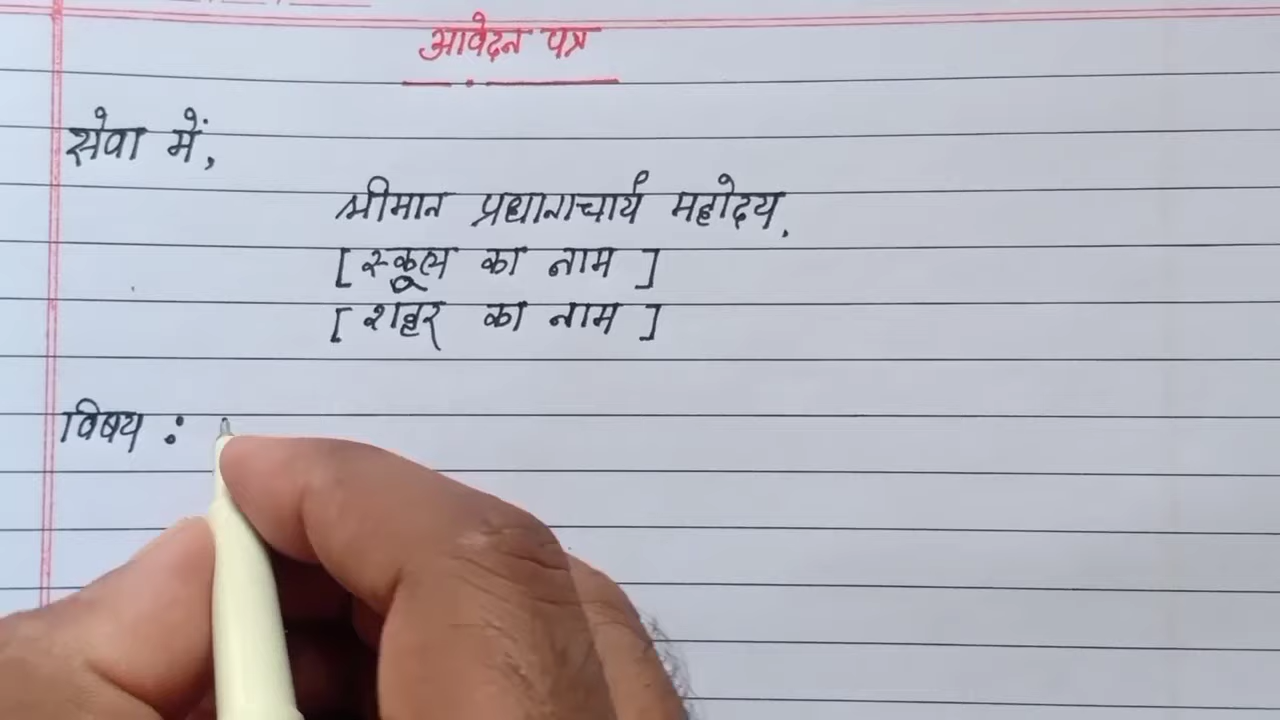 आवेदन पत्र
सेवा में,
श्रीमान प्रधानाचार्य महोदय,
[ स्कूल का नाम ]
[ शहर का नाम ]
विषय :